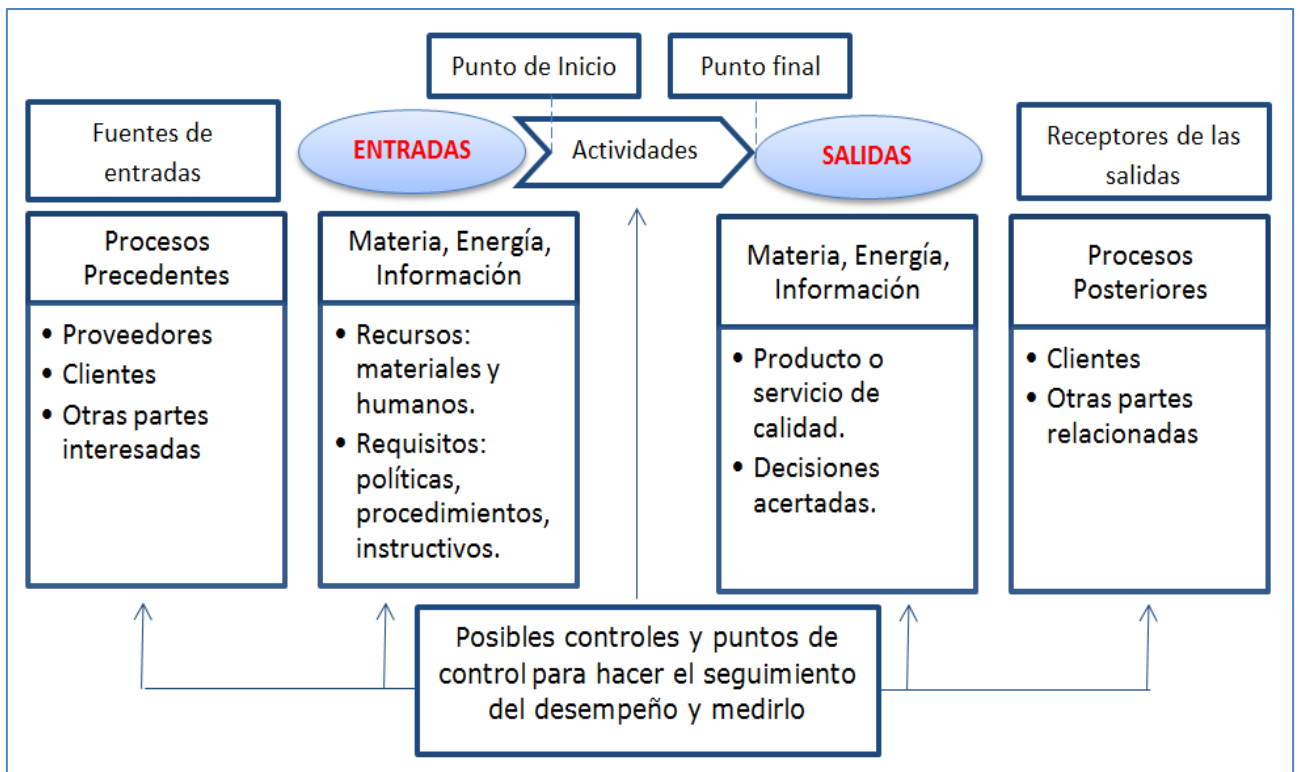 Punto de Inicio
Punto final
Fuentes de
entradas
ENTRADAS
Actividades
SALIDAS
Receptores de las
salidas
Procesos
Precedentes
• Proveedores
• Clientes
• Otras partes
interesadas
Materia, Energía,
Información
• Recursos:
materiales y
humanos.
• Requisitos:
políticas,
procedimientos,
instructivos.
Materia, Energía,
Información
• Producto o
servicio de
calidad.
• Decisiones
acertadas.
Procesos
Posteriores
• Clientes
• Otras partes
relacionadas
Posibles controles y puntos de
control para hacer el seguimiento
del desempeño y medirlo